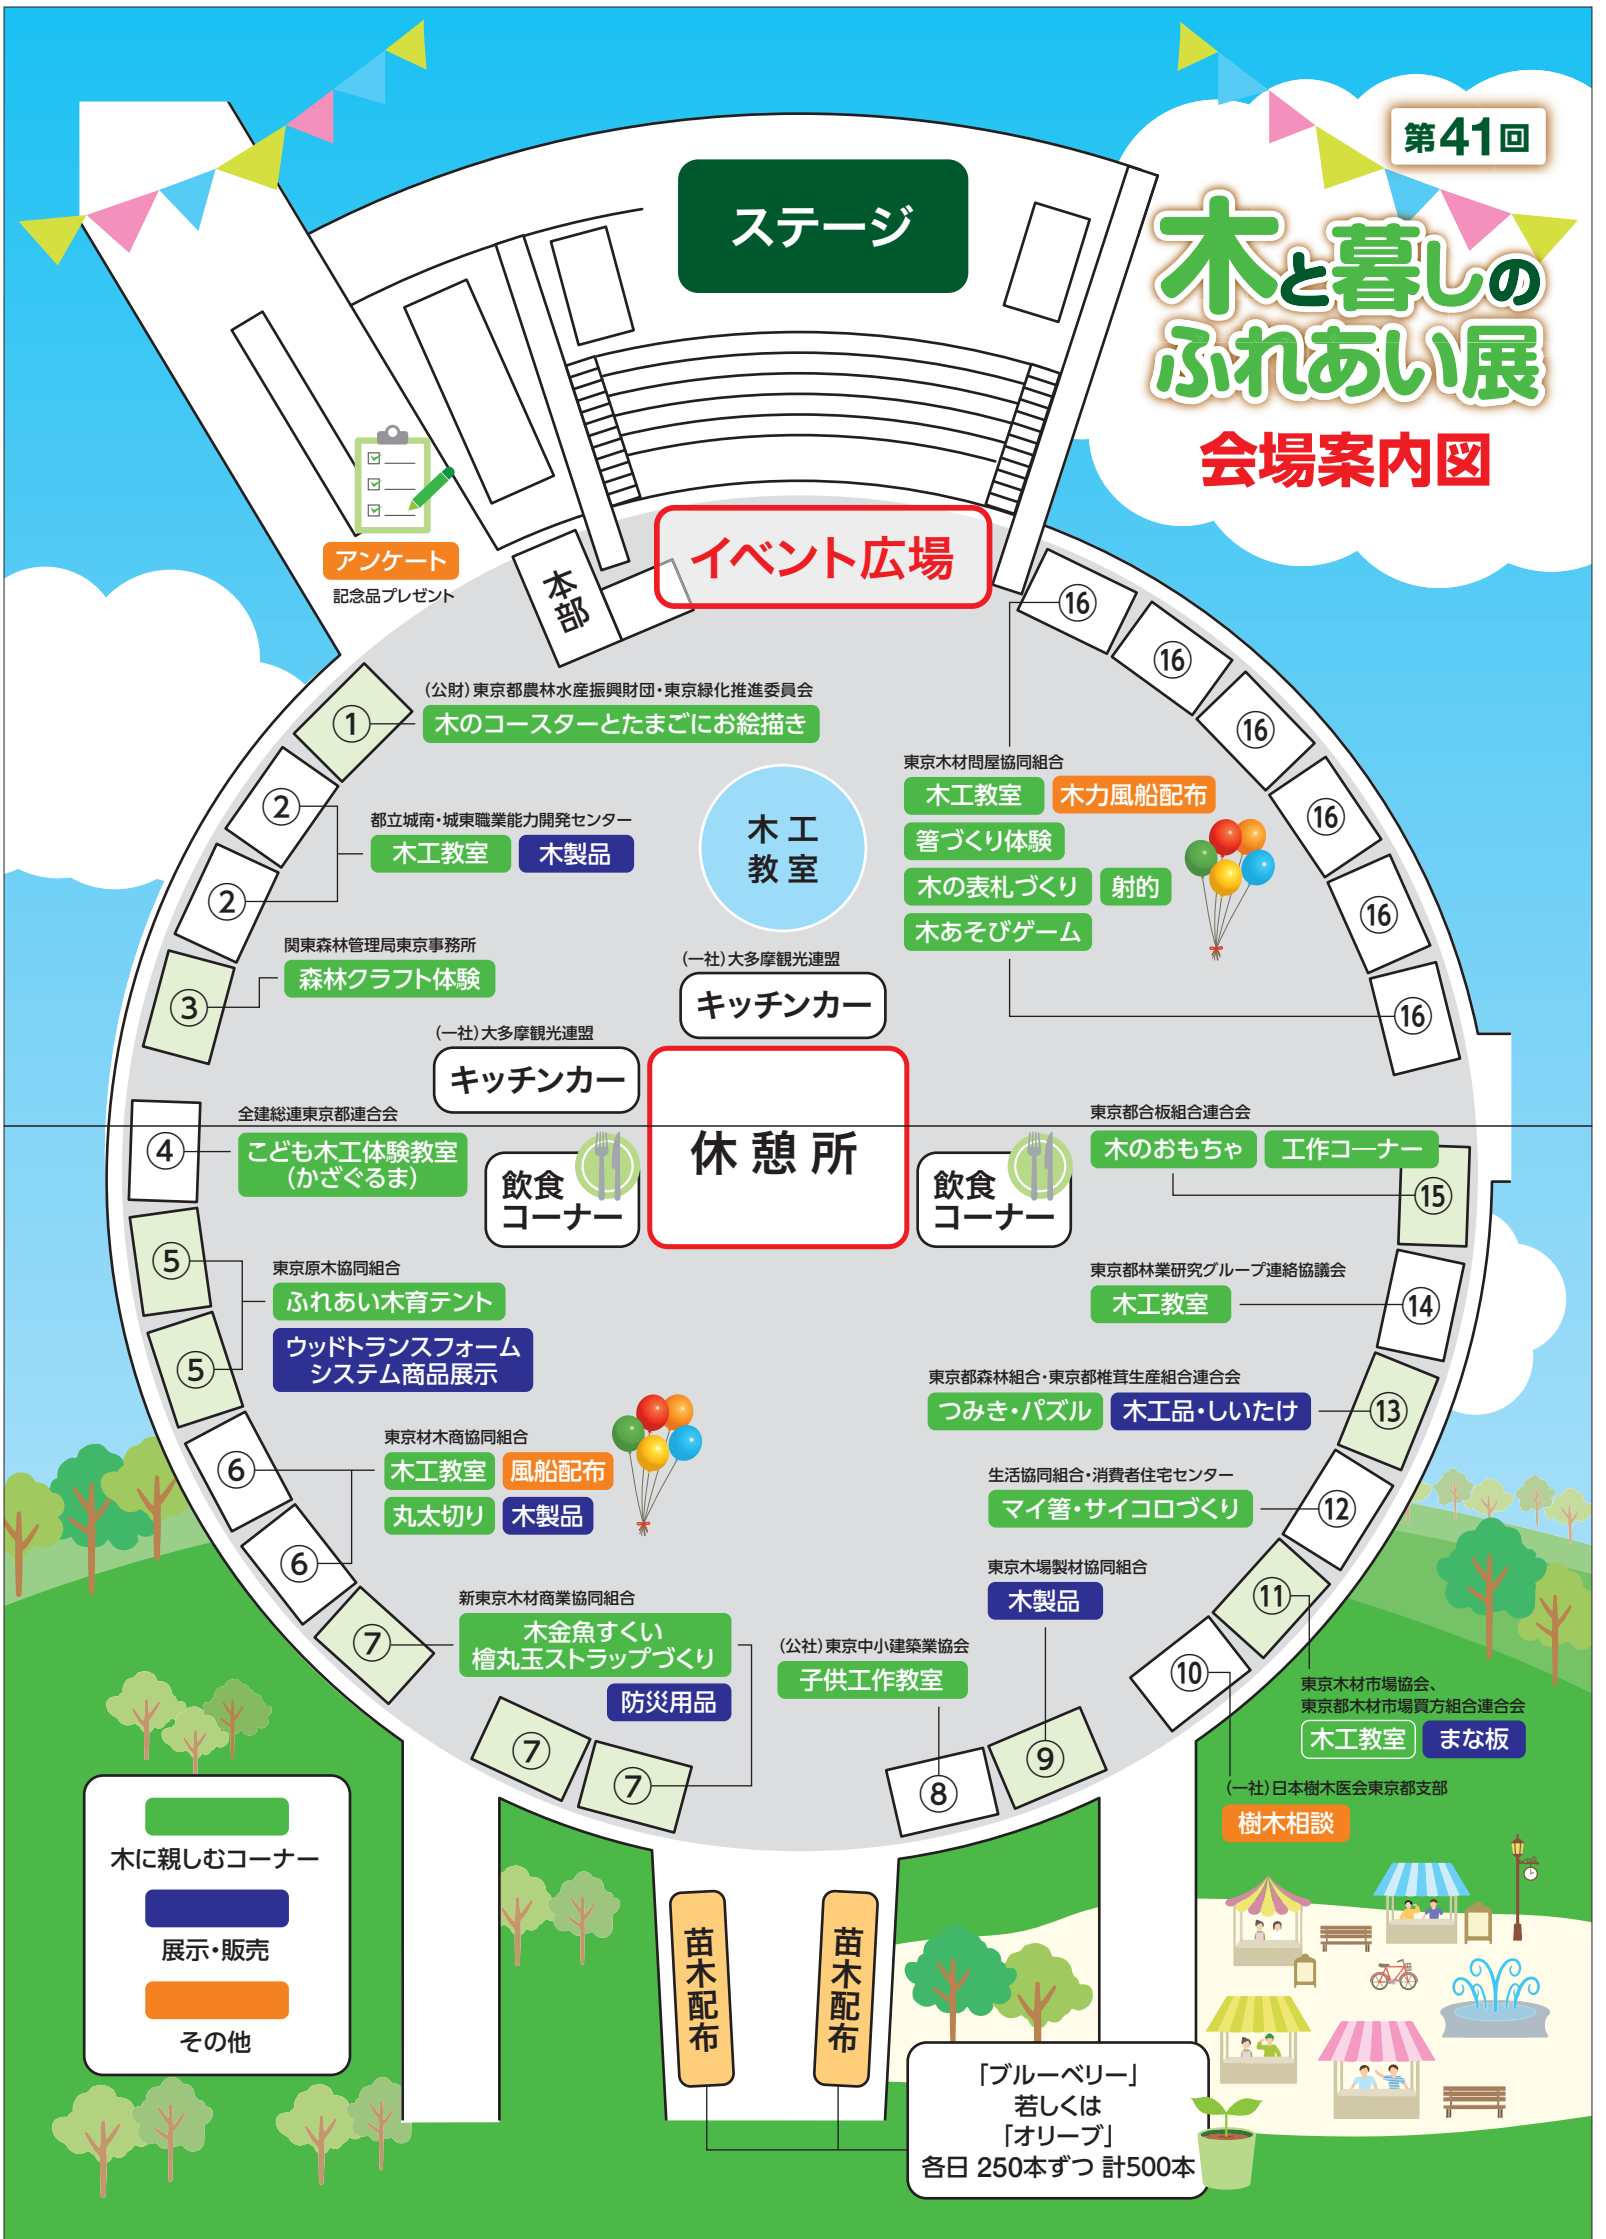 第41回
木と暮しの
ふれあい展
会場案内図
ステージ
イベント広場
本部
アンケート
記念品プレゼント
①
(公財)東京都農林水産振興財団・東京緑化推進委員会
木のコースターとたまごにお絵描き
②
②
都立城南・城東職業能力開発センター
木工教室 木製品
③
関東森林管理局東京事務所
森林クラフト体験
木工
教室
(一社)大多摩観光連盟
キッチンカー
(一社)大多摩観光連盟
キッチンカー
⑯
⑯
⑯
⑯
⑯
⑯
東京木材問屋協同組合
木工教室 木力風船配布
箸づくり体験
木の表札づくり 射的
木あそびゲーム
④
全建総連東京都連合会
こども木工体験教室
(かざぐるま)
飲食
コーナー
休憩所
飲食
コーナー
東京都合板組合連合会
木のおもちゃ 工作コーナー
⑮
⑤
⑤
東京原木協同組合
ふれあい木育テント
ウッドトランスフォーム
システム商品展示
東京都林業研究グループ連絡協議会
木工教室
⑭
東京都森林組合・東京都椎茸生産組合連合会
つみき・パズル 木工品・しいたけ
⑬
⑥
⑥
東京材木商協同組合
木工教室 風船配布
丸太切り 木製品
生活協同組合・消費者住宅センター
マイ箸・サイコロづくり
⑫
東京木場製材協同組合
木製品
⑨
⑦
⑦
⑦
新東京木材商業協同組合
木金魚すくい
檜丸玉ストラップづくり
防災用品
(公社)東京中小建築業協会
子供工作教室
⑧
⑪
東京木材市場協会、
東京都木材市場買方組合連合会
木工教室 まな板
⑩
(一社)日本樹木医会東京都支部
樹木相談
木に親しむコーナー
展示・販売
その他
苗木配布
苗木配布
「ブルーベリー」
若しくは
「オリーブ」
各日 250本ずつ 計500本